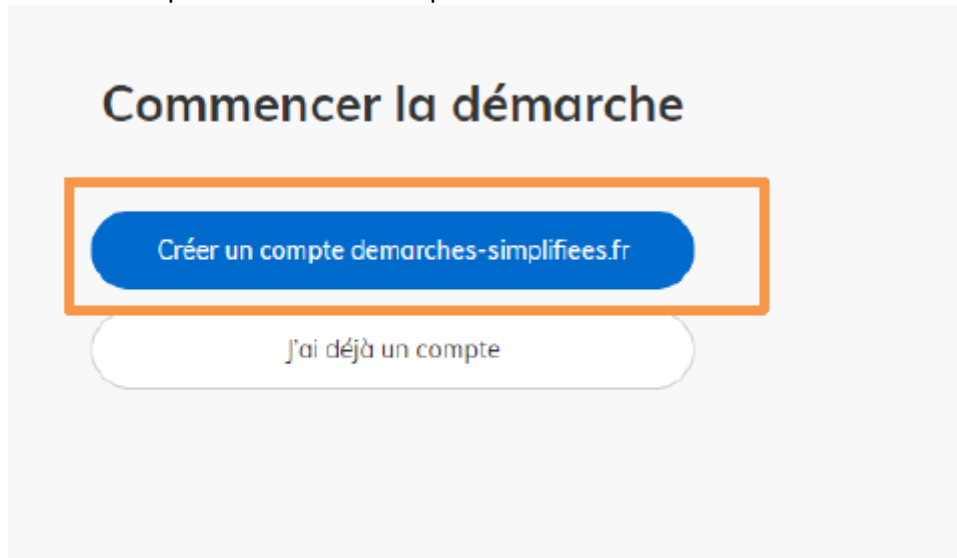 Commencer la démarche
Créer un compte demarches-simplifiees.fr
J'ai déjà un compte